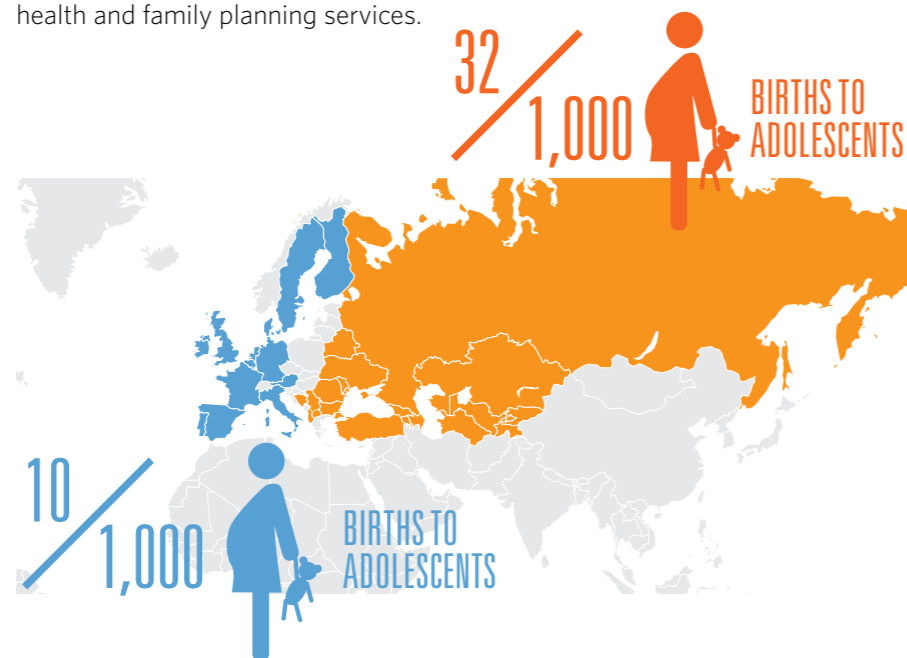 health and family planning services.
32/1,000
BIRTHS TO
ADOLESCENTS
10/1,000
BIRTHS TO
ADOLESCENTS